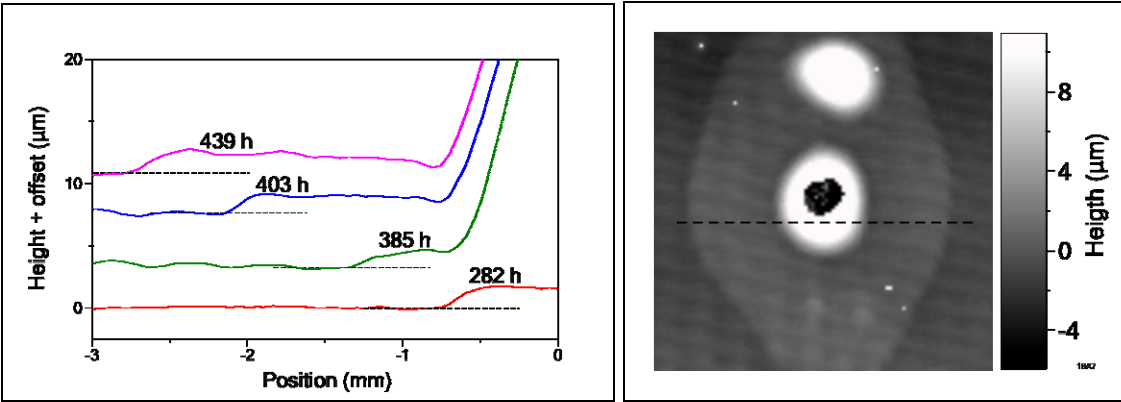 20
10
0
Height + offset (µm)
439 h
403 h
385 h
282 h
-3
-2
-1
0
Position (mm)
8
4
0
-4
Heigth (µm)